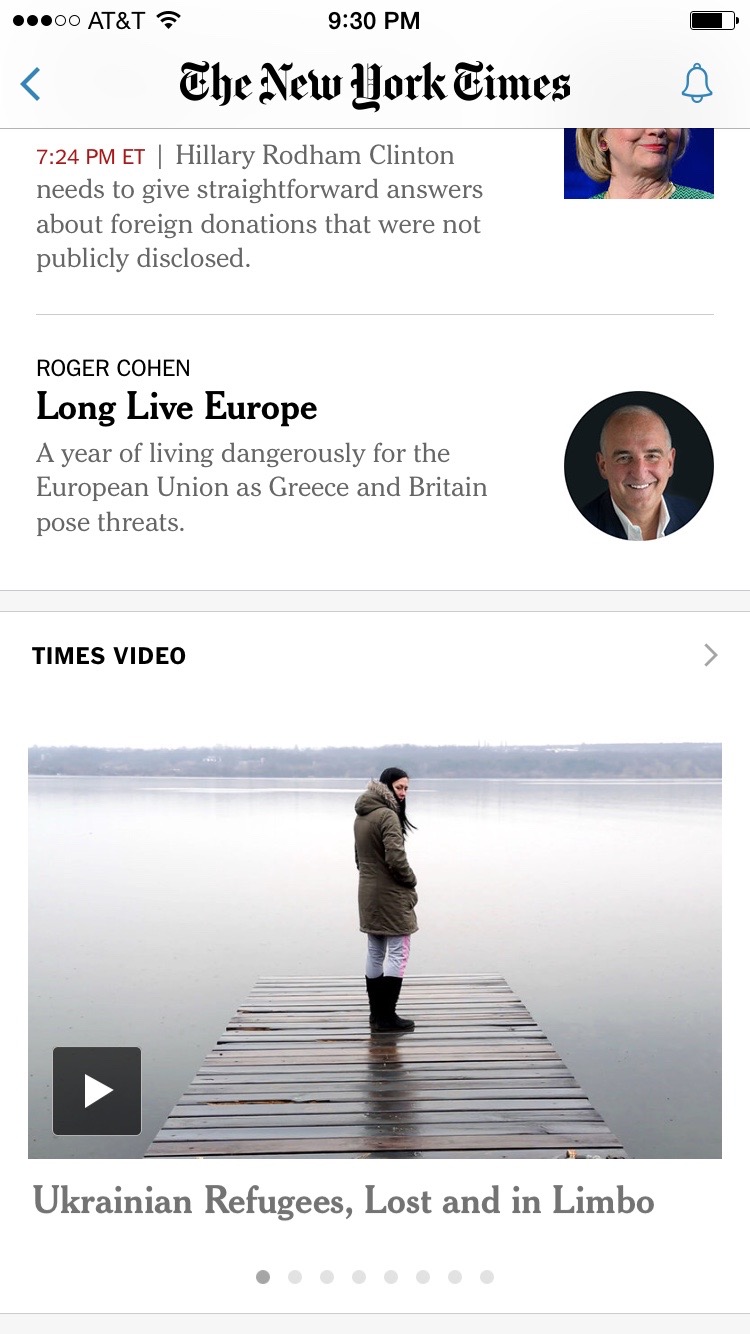 AT&T 9:30 PM
The New York Times
7:24 PM ET | Hillary Rodham Clinton
needs to give straightforward answers
about foreign donations that were not
publicly disclosed.
ROGER COHEN
Long Live Europe
A year of living dangerously for the
European Union as Greece and Britain
pose threats.
TIMES VIDEO
Ukrainian Refugees, Lost and in Limbo